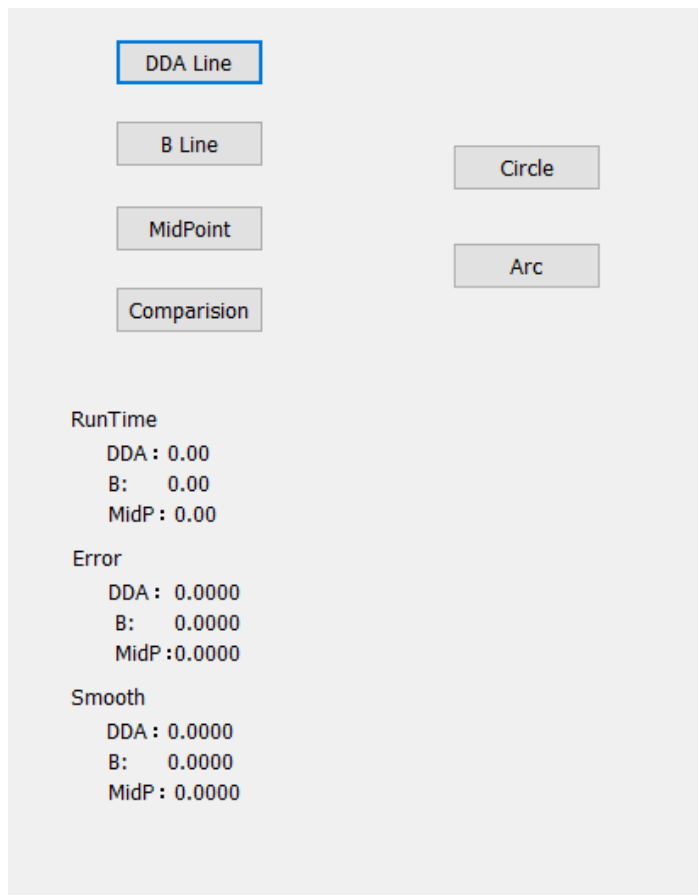 DDA Line
B Line
MidPoint
Comparision
Circle
Arc
RunTime
DDA: 0.00
B: 0.00
MidP: 0.00
Error
DDA: 0.0000
B: 0.0000
MidP:0.0000
Smooth
DDA: 0.0000
B: 0.0000
MidP: 0.0000